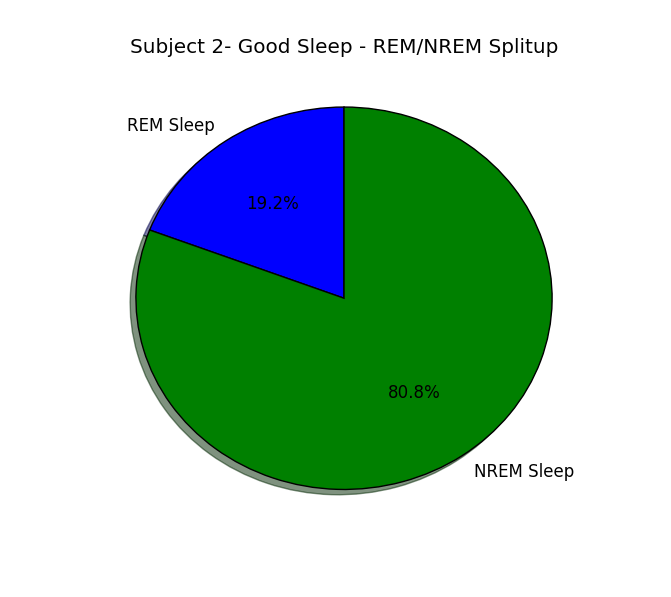 Subject 2- Good Sleep - REM/NREM Splitup
REM Sleep
19.2%
80.8%
NREM Sleep